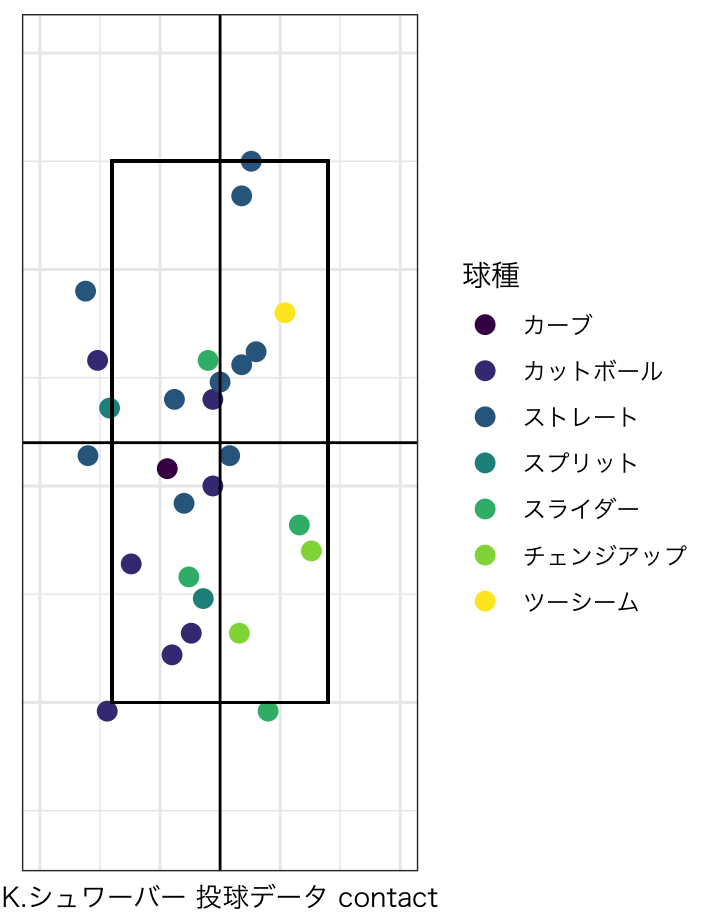 球種
カーブ
カットボール
ストレート
スプリット
スライダー
チェンジアップ
ツーシーム
K.シュワーバー 投球データ contact